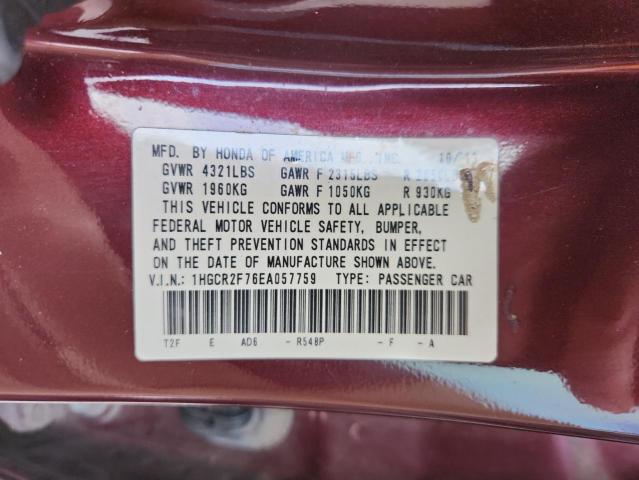 MFD. BY HONDA OF AMERICA MFG., INC. 10/13
GVWR 4321LBS GAWR F 2315LBS R
GVWR 1960KG GAWR F 1050KG R 930KG
THIS VEHICLE CONFORMS TO ALL APPLICABLE
FEDERAL MOTOR VEHICLE SAFETY, BUMPER,
AND THEFT PREVENTION STANDARDS IN EFFECT
ON THE DATE OF MANUFACTURE SHOWN ABOVE.
V.I.N.: 1HGCR2F76EA057759 TYPE: PASSENGER CAR
T2F E AD6 - R548P - F - A